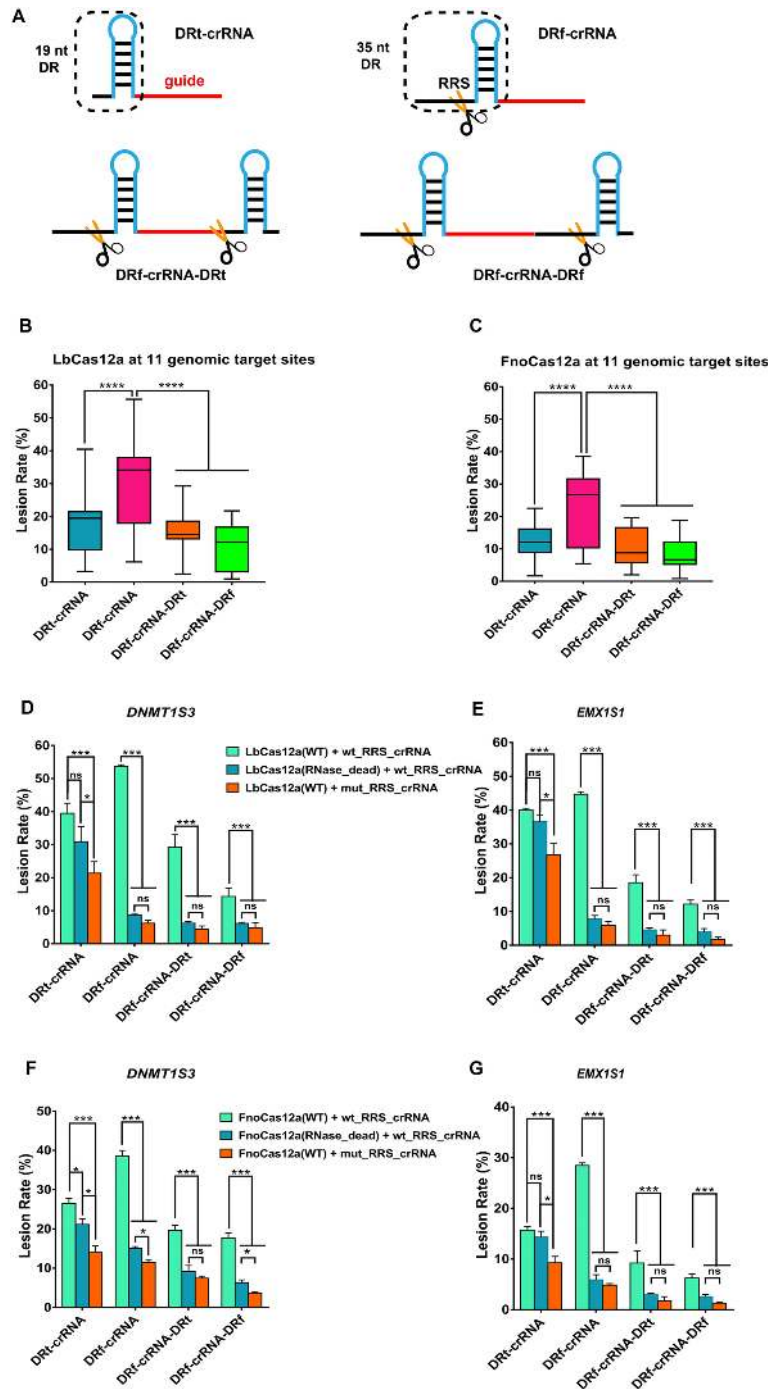 A
DRt-crRNA
19 nt
DR
guide
DRf-crRNA
35 nt
DR
RRS
DRf-crRNA-DRt
DRf-crRNA-DRf
B
LbCas12a at 11 genomic target sites
Lesion Rate (%)
60
50
40
30
20
10
0
****
****
DRt-crRNA
DRf-crRNA
DRf-crRNA-DRt
DRf-crRNA-DRf
C
FnoCas12a at 11 genomic target sites
Lesion Rate (%)
60
50
40
30
20
10
0
****
****
DRt-crRNA
DRf-crRNA
DRf-crRNA-DRt
DRf-crRNA-DRf
D
DNMT1S3
Lesion Rate (%)
60
50
40
30
20
10
0
***
ns
*
***
ns
***
ns
***
ns
DRt-crRNA
DRf-crRNA
DRf-crRNA-DRt
DRf-crRNA-DRf
LbCas12a(WT) + wt_RRS_crRNA
LbCas12a(RNase_dead) + wt_RRS_crRNA
LbCas12a(WT) + mut_RRS_crRNA
E
EMX1S1
Lesion Rate (%)
60
50
40
30
20
10
0
***
ns
*
***
ns
***
ns
***
ns
DRt-crRNA
DRf-crRNA
DRf-crRNA-DRt
DRf-crRNA-DRf
F
DNMT1S3
Lesion Rate (%)
50
40
30
20
10
0
***
*
*
***
*
***
ns
***
*
DRt-crRNA
DRf-crRNA
DRf-crRNA-DRt
DRf-crRNA-DRf
FnoCas12a(WT) + wt_RRS_crRNA
FnoCas12a(RNase_dead) + wt_RRS_crRNA
FnoCas12a(WT) + mut_RRS_crRNA
G
EMX1S1
Lesion Rate (%)
40
30
20
10
0
***
ns
*
***
ns
***
ns
***
ns
DRt-crRNA
DRf-crRNA
DRf-crRNA-DRt
DRf-crRNA-DRf